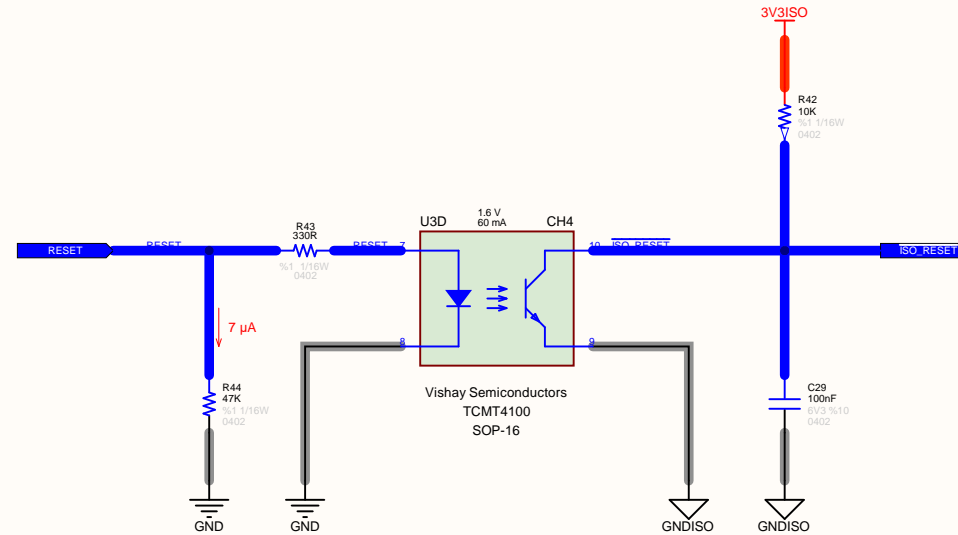 3V3ISO
R42
10K
%1 1/16W
0402
1.6 V
60 mA
U3D
CH4
R43
330R
%1 1/16W
0402
RESET
RESET
RESET
7
10
ISO_RESET
ISO_RESET
7 µA
8
9
R44
47K
%1 1/16W
0402
Vishay Semiconductors
TCMT4100
SOP-16
C29
100nF
6V3 %10
0402
GND
GND
GNDISO
GNDISO